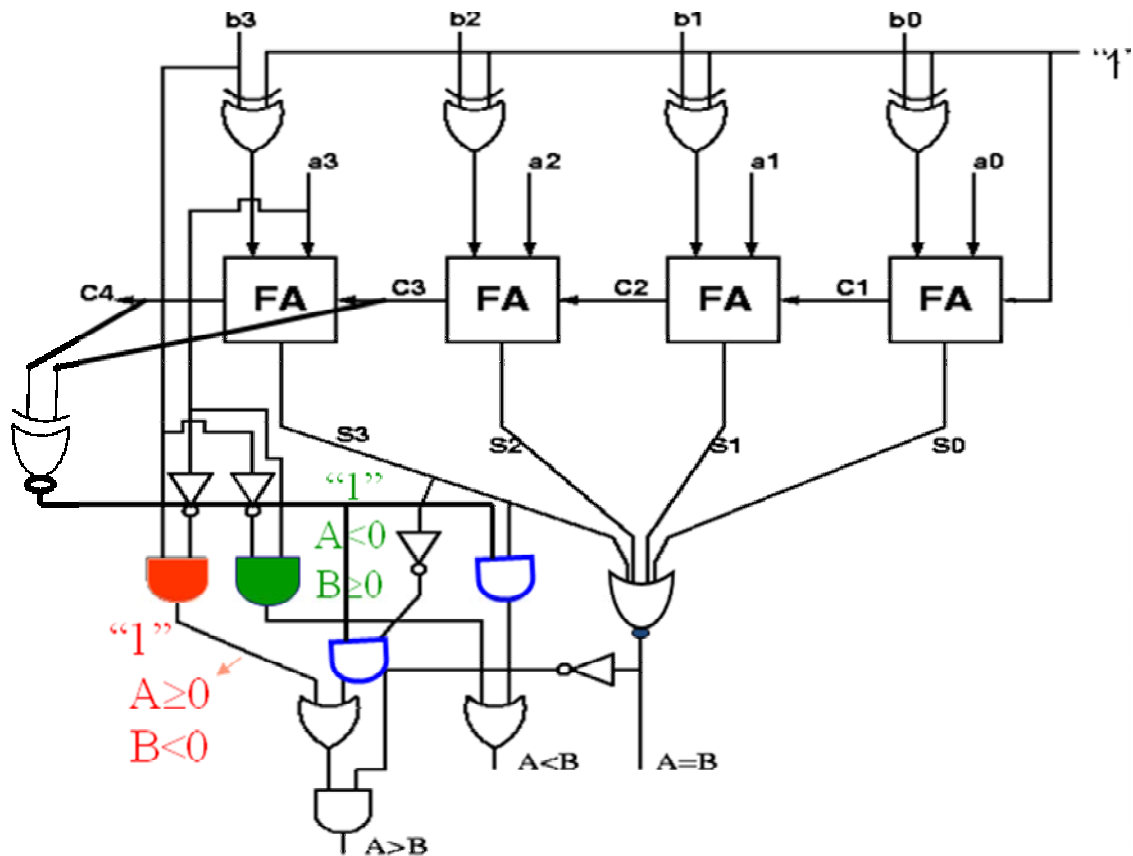 b3 b2 b1 b0
“1”
a3 a2 a1 a0
C4 FA C3 FA C2 FA C1 FA
S3 S2 S1 S0
“1”
A<0
B≥0
“1”
A≥0
B<0
A<B A=B
A>B